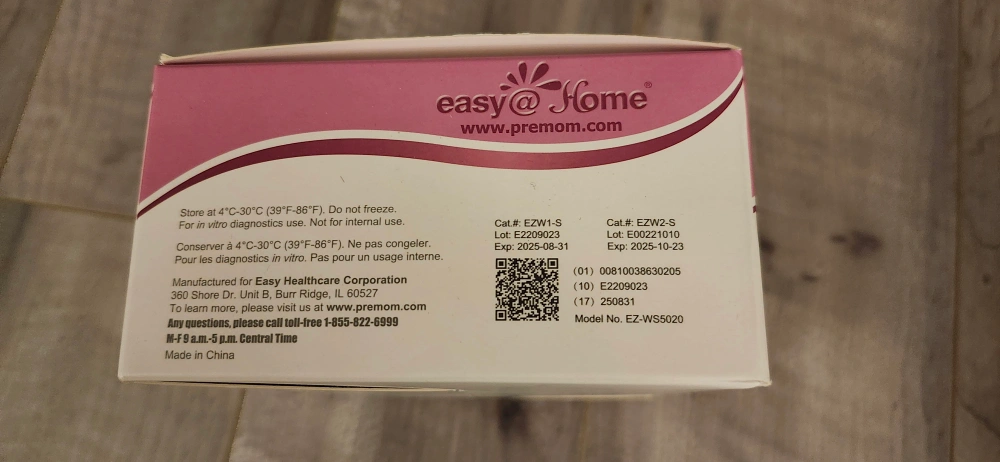 easy@Home®
www.premom.com
Store at 4°C-30°C (39°F-86°F). Do not freeze.
For in vitro diagnostics use. Not for internal use.
Conserver à 4°C-30°C (39°F-86°F). Ne pas congeler.
Pour les diagnostics in vitro. Pas pour un usage interne.
Manufactured for Easy Healthcare Corporation
360 Shore Dr. Unit B, Burr Ridge, IL 60527
To learn more, please visit us at www.premom.com
Any questions, please call toll-free 1-855-822-6999
M-F 9 a.m.-5 p.m. Central Time
Made in China
Cat.#: EZW1-S
Lot: E2209023
Exp: 2025-08-31
Cat.#: EZW2-S
Lot: E00221010
Exp: 2025-10-23
(01) 00810038630205
(10) E2209023
(17) 250831
Model No. EZ-WS5020